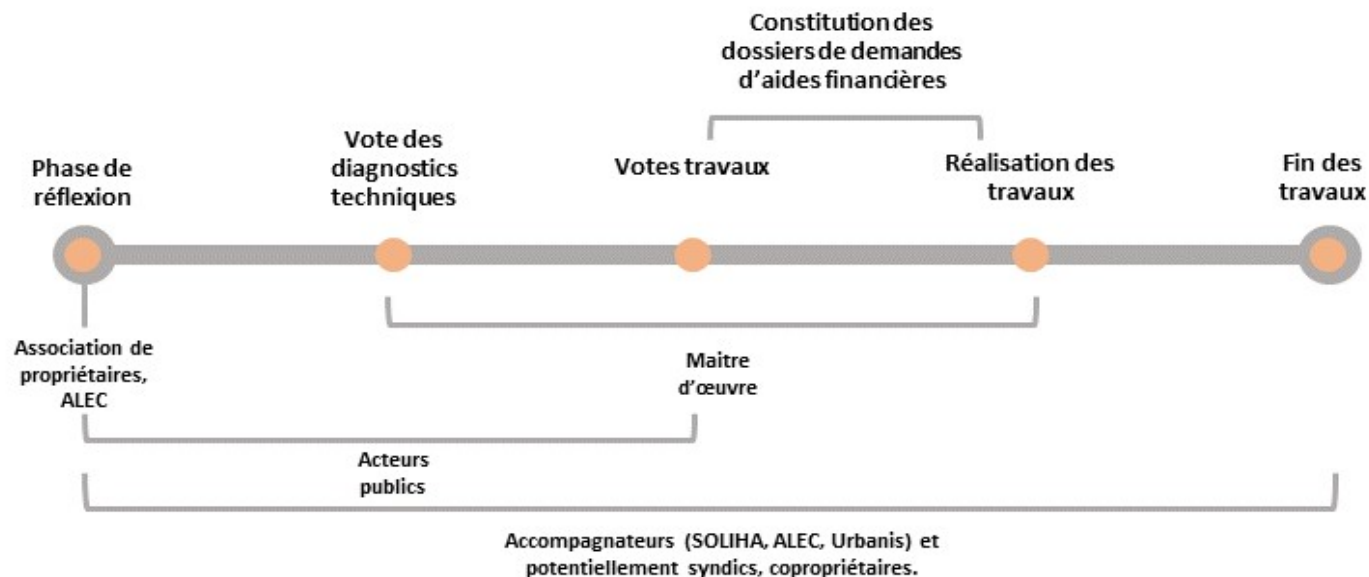 Constitution des
dossiers de demandes
d'aides financières
Phase de
réflexion
Vote des
diagnostics
techniques
Votes travaux
Réalisation des
travaux
Fin des
travaux
Association de
propriétaires,
ALEC
Maitre
d'œuvre
Acteurs
publics
Accompagnateurs (SOLIHA, ALEC, Urbanis) et
potentiellement syndics, copropriétaires.